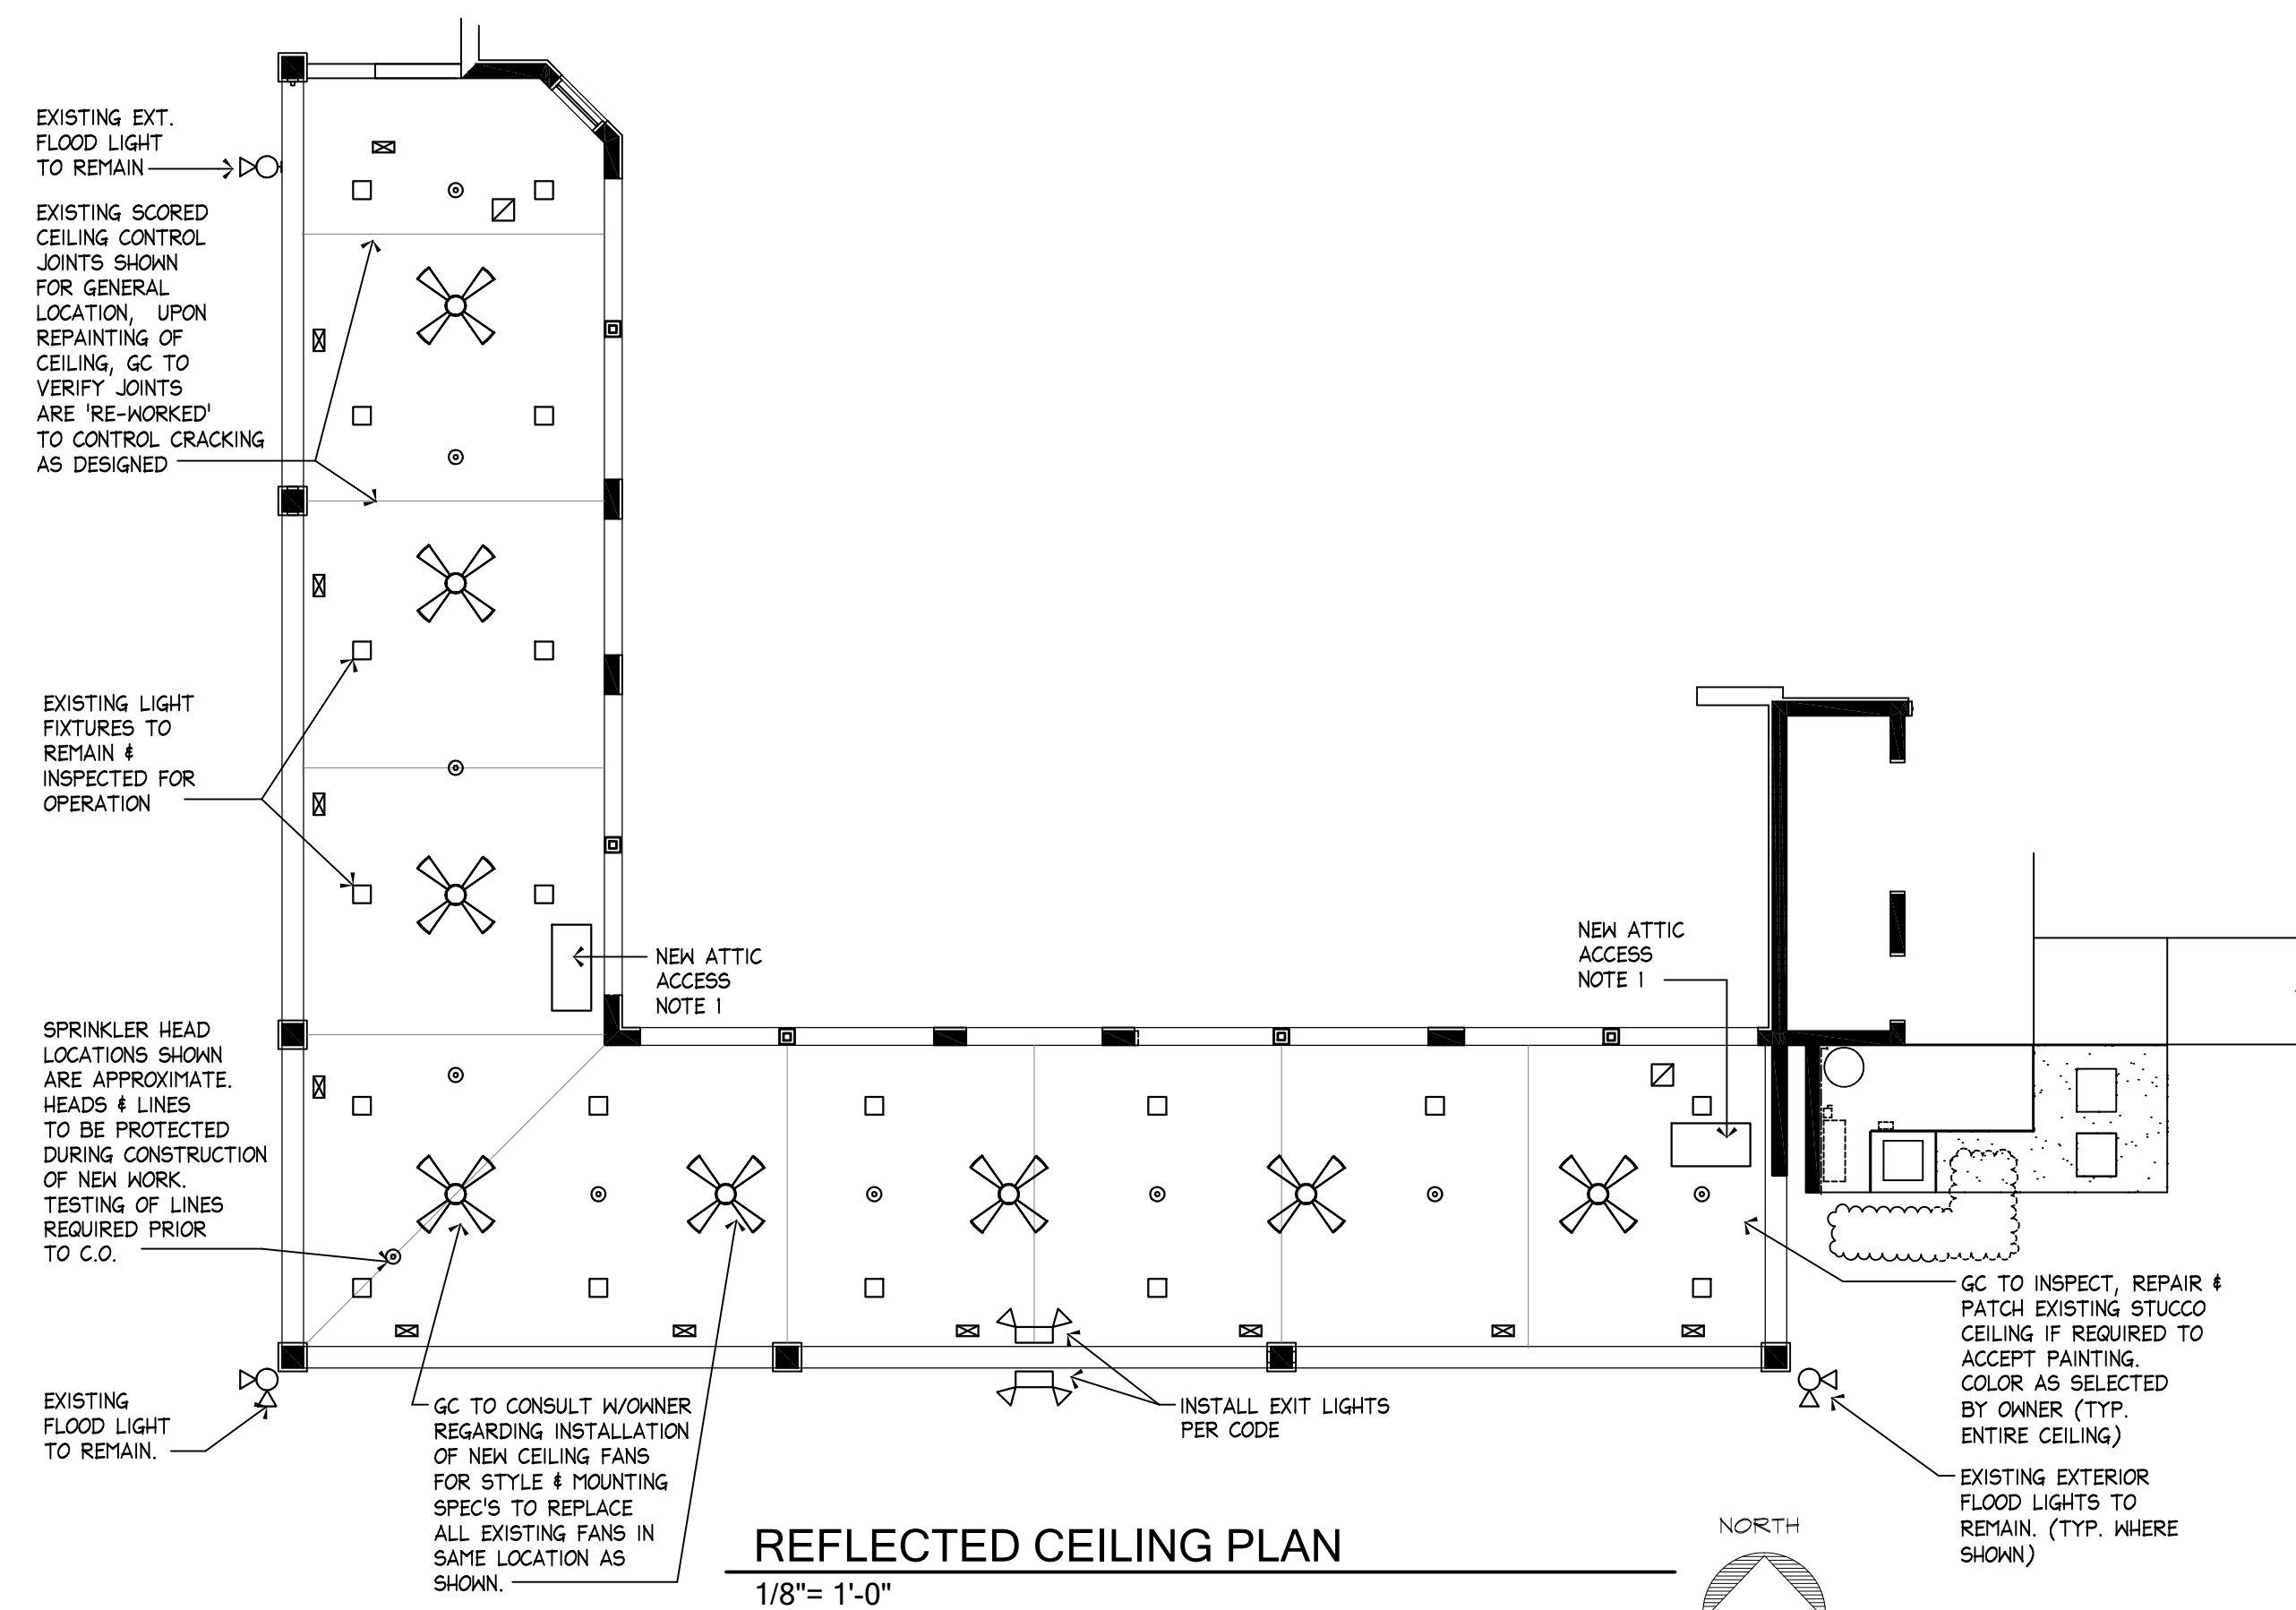 EXISTING EXT.
FLOOD LIGHT
TO REMAIN
EXISTING SCORED
CEILING CONTROL
JOINTS SHOWN
FOR GENERAL
LOCATION, UPON
REPAINTING OF
CEILING, GC TO
VERIFY JOINTS
ARE 'RE-WORKED'
TO CONTROL CRACKING
AS DESIGNED
EXISTING LIGHT
FIXTURES TO
REMAIN &
INSPECTED FOR
OPERATION
NEW ATTIC
ACCESS
NOTE 1
NEW ATTIC
ACCESS
NOTE 1
SPRINKLER HEAD
LOCATIONS SHOWN
ARE APPROXIMATE.
HEADS & LINES
TO BE PROTECTED
DURING CONSTRUCTION
OF NEW WORK.
TESTING OF LINES
REQUIRED PRIOR
TO C.O.
EXISTING
FLOOD LIGHT
TO REMAIN.
GC TO CONSULT W/OWNER
REGARDING INSTALLATION
OF NEW CEILING FANS
FOR STYLE & MOUNTING
SPEC'S TO REPLACE
ALL EXISTING FANS IN
SAME LOCATION AS
SHOWN.
INSTALL EXIT LIGHTS
PER CODE
GC TO INSPECT, REPAIR &
PATCH EXISTING STUCCO
CEILING IF REQUIRED TO
ACCEPT PAINTING.
COLOR AS SELECTED
BY OWNER (TYP.
ENTIRE CEILING)
EXISTING EXTERIOR
FLOOD LIGHTS TO
REMAIN. (TYP. WHERE
SHOWN)
REFLECTED CEILING PLAN
1/8"= 1'-0"
NORTH